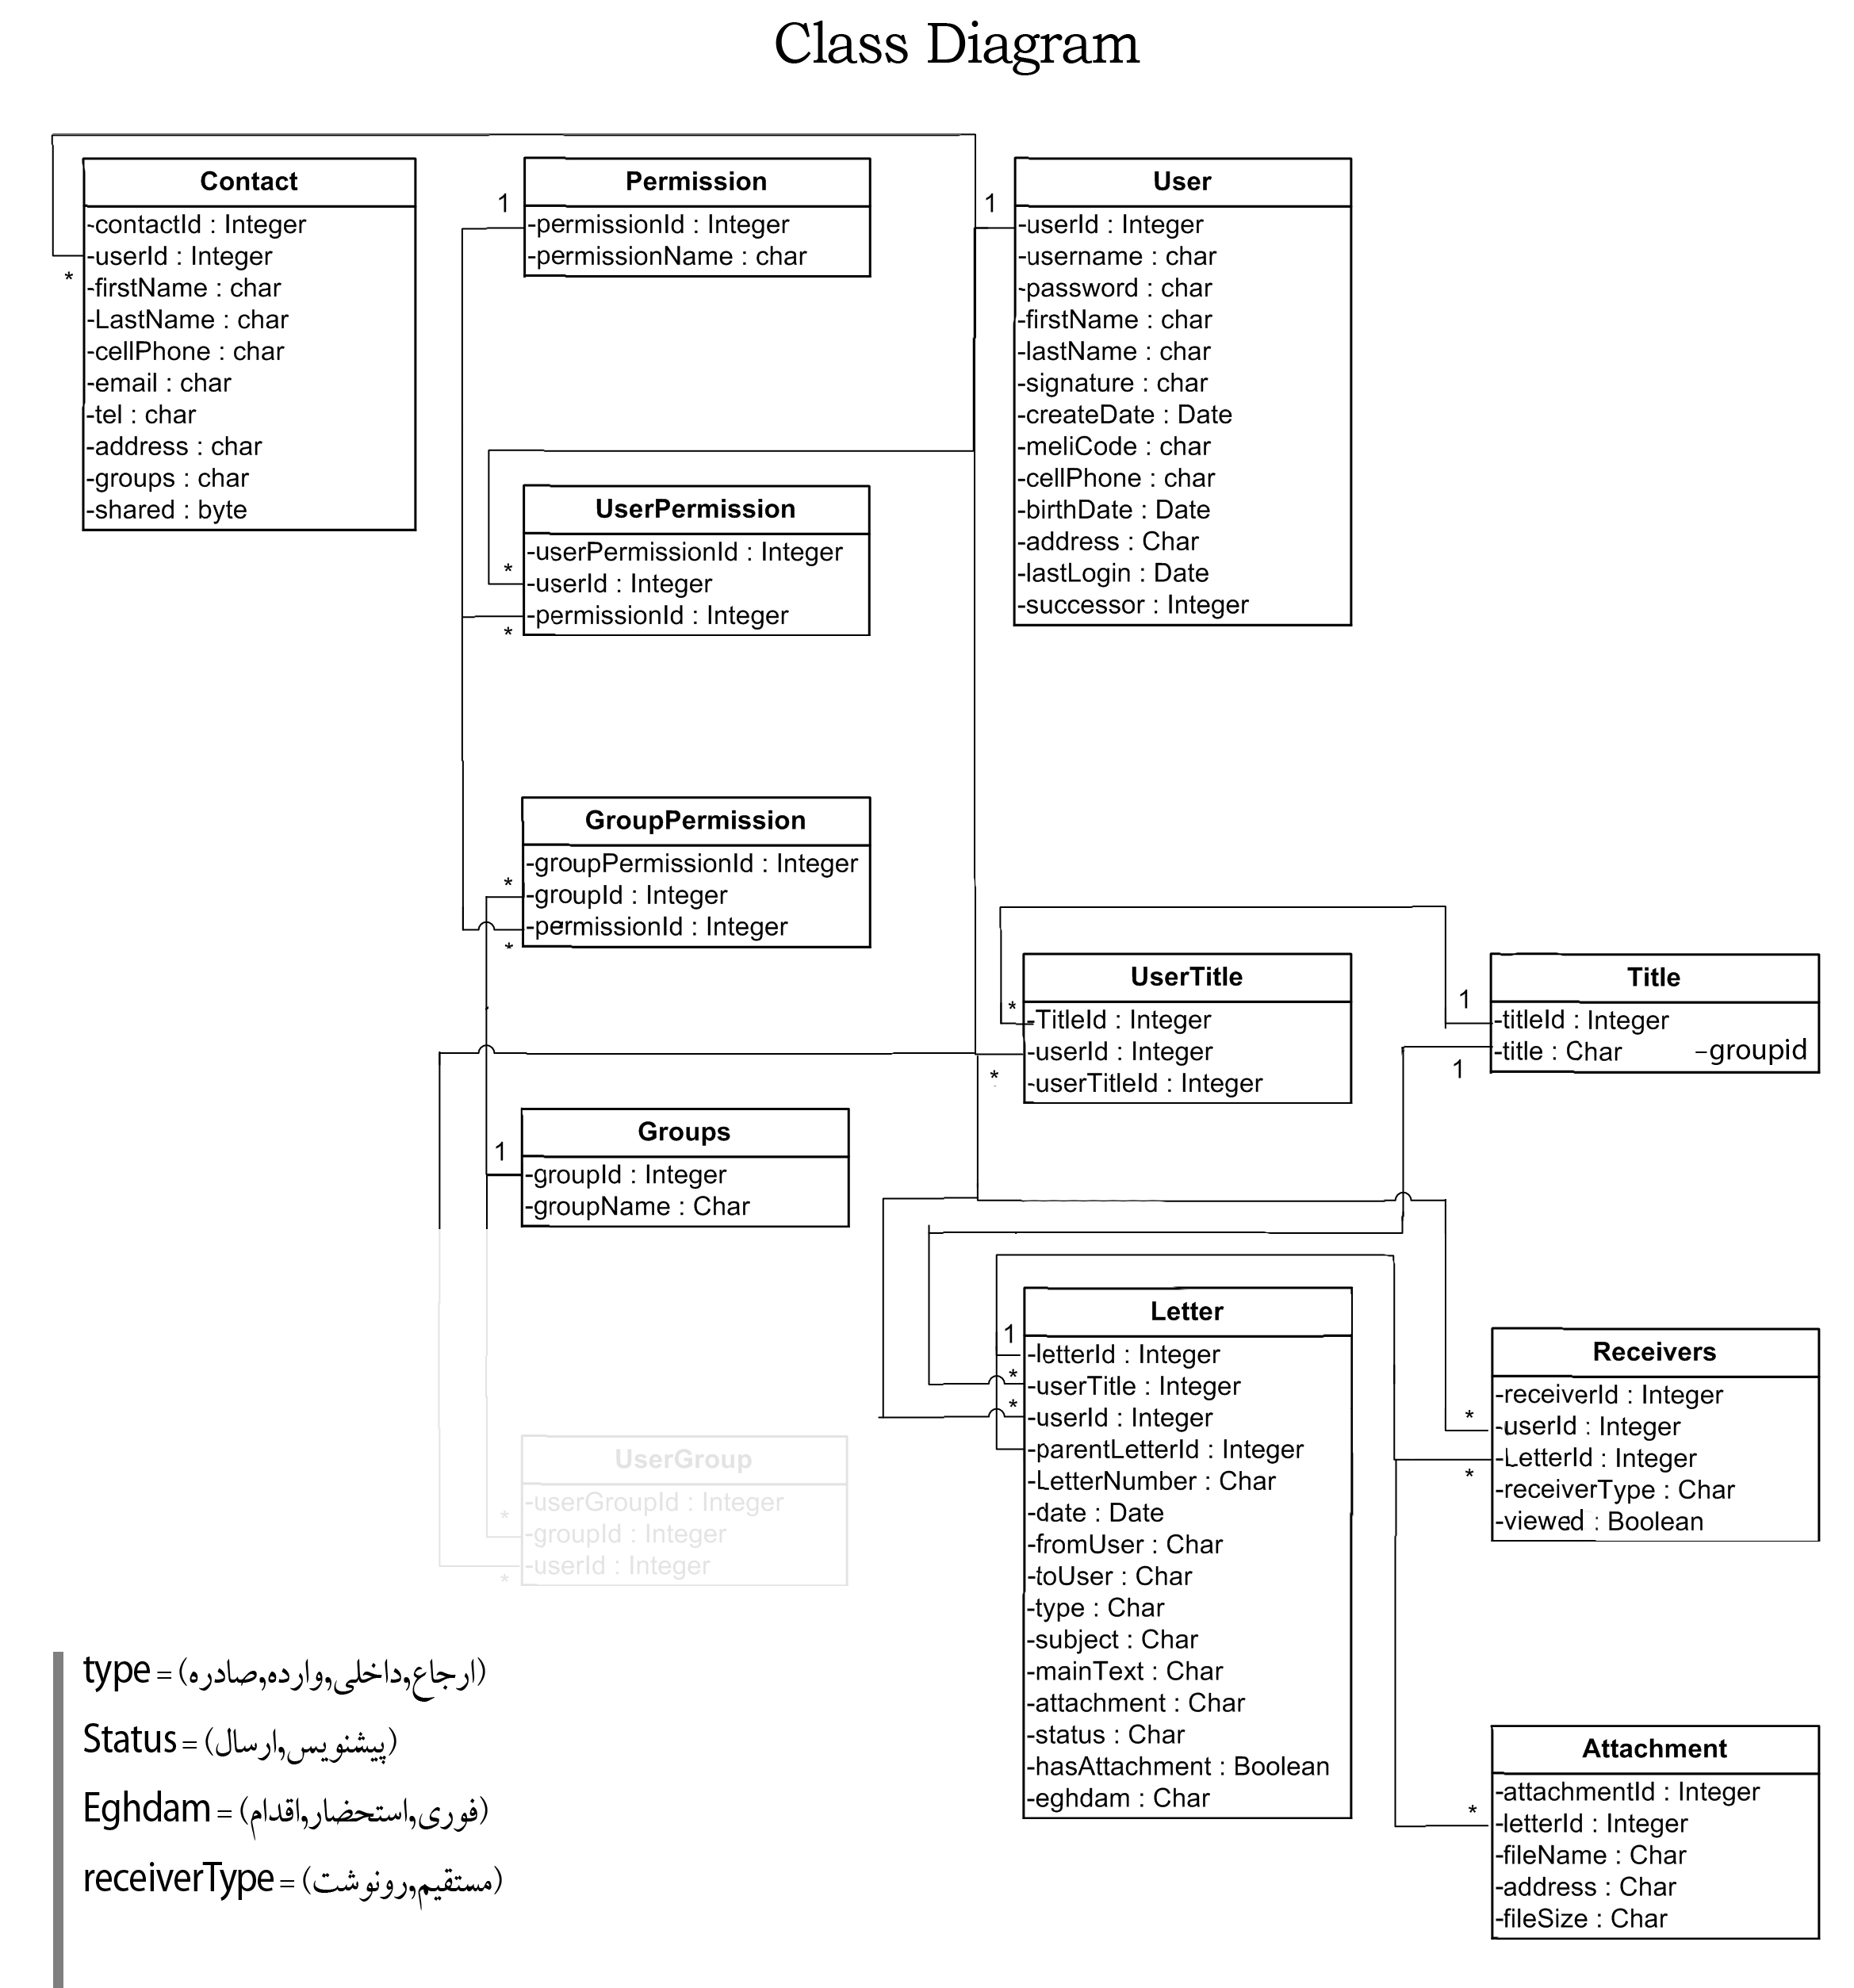 Class Diagram
Contact
-contactId : Integer
-userId : Integer
-firstName : char
-LastName : char
-cellPhone : char
-email : char
-tel : char
-address : char
-groups : char
-shared : byte
*
Permission
1
-permissionId : Integer
-permissionName : char
User
1
-userId : Integer
-username : char
-password : char
-firstName : char
-lastName : char
-signature : char
-createDate : Date
-meliCode : char
-cellPhone : char
-birthDate : Date
-address : Char
-lastLogin : Date
-successor : Integer
UserPermission
-userPermissionId : Integer
*
-userId : Integer
-permissionId : Integer
*
GroupPermission
-groupPermissionId : Integer
*
-groupId : Integer
-permissionId : Integer
*
UserTitle
*
-TitleId : Integer
-userId : Integer
*
-userTitleId : Integer
Title
1
-titleId : Integer
-title : Char –groupid
1
Groups
1
-groupId : Integer
-groupName : Char
Letter
1
-letterId : Integer
*
-userTitle : Integer
*
-userId : Integer
-parentLetterId : Integer
-LetterNumber : Char
-date : Date
-fromUser : Char
-toUser : Char
-type : Char
-subject : Char
-mainText : Char
-attachment : Char
-status : Char
-hasAttachment : Boolean
-eghdam : Char
Receivers
-receiverId : Integer
*
-userId : Integer
-LetterId : Integer
*
-receiverType : Char
-viewed : Boolean
UserGroup
-userGroupId : Integer
*
-groupId : Integer
-userId : Integer
*
Attachment
-attachmentId : Integer
*
-letterId : Integer
-fileName : Char
-address : Char
-fileSize : Char
type = (ارجاع,داخلی,وارده,صادره)
Status = (پیشنویس,ارسال)
Eghdam = (فوری,استحضار,اقدام)
receiverType = (مستقیم,رونوشت)